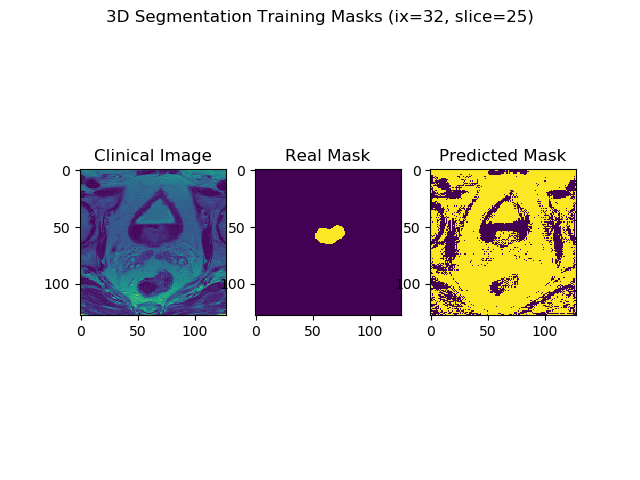 3D Segmentation Training Masks (ix=32, slice=25)
Clinical Image Real Mask Predicted Mask
0 0 0
50 50 50
100 100 100
0 50 100 0 50 100 0 50 100